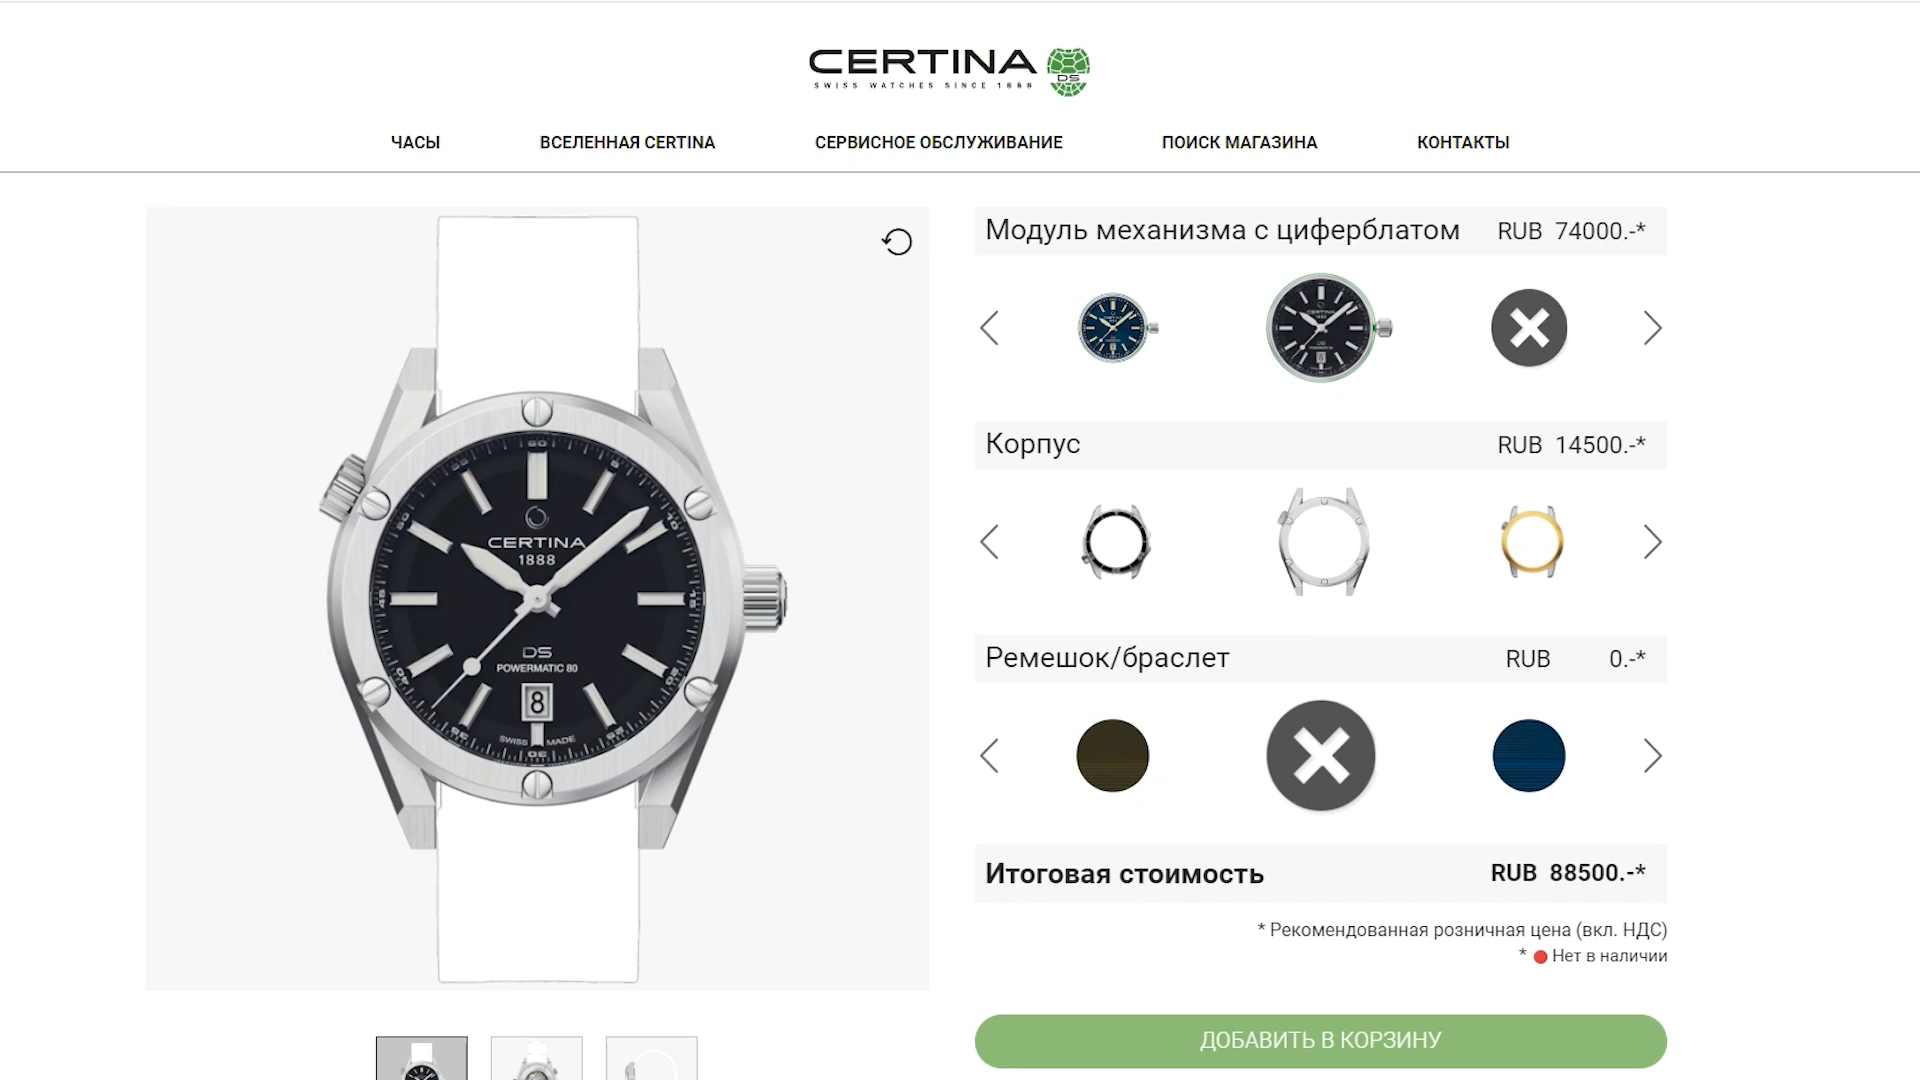 CERTINA
DS
SWISS WATCHES SINCE 1888
ЧАСЫ
ВСЕЛЕННАЯ CERTINA
СЕРВИСНОЕ ОБСЛУЖИВАНИЕ
ПОИСК МАГАЗИНА
КОНТАКТЫ
Модуль механизма с циферблатом RUB 74000.-*
Корпус RUB 14500.-*
Ремешок/браслет RUB 0.-*
Итоговая стоимость RUB 88500.-*
* Рекомендованная розничная цена (вкл. НДС)
* Нет в наличии
ДОБАВИТЬ В КОРЗИНУ
60
CERTINA
1888
DS
POWERMATIC 80
8
SWISS MADE